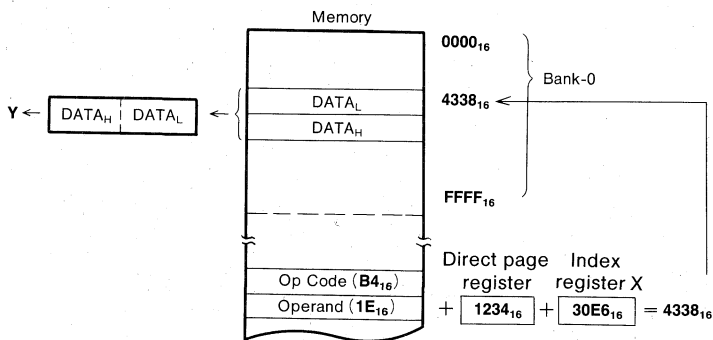 Memory
0000₁₆
Bank-0
Y ← DATA_H DATA_L ← DATA_L 4338₁₆
DATA_H
FFFF₁₆
Direct page register Index register X
Op Code (B4₁₆)
Operand (1E₁₆) + 1234₁₆ + 30E6₁₆ = 4338₁₆